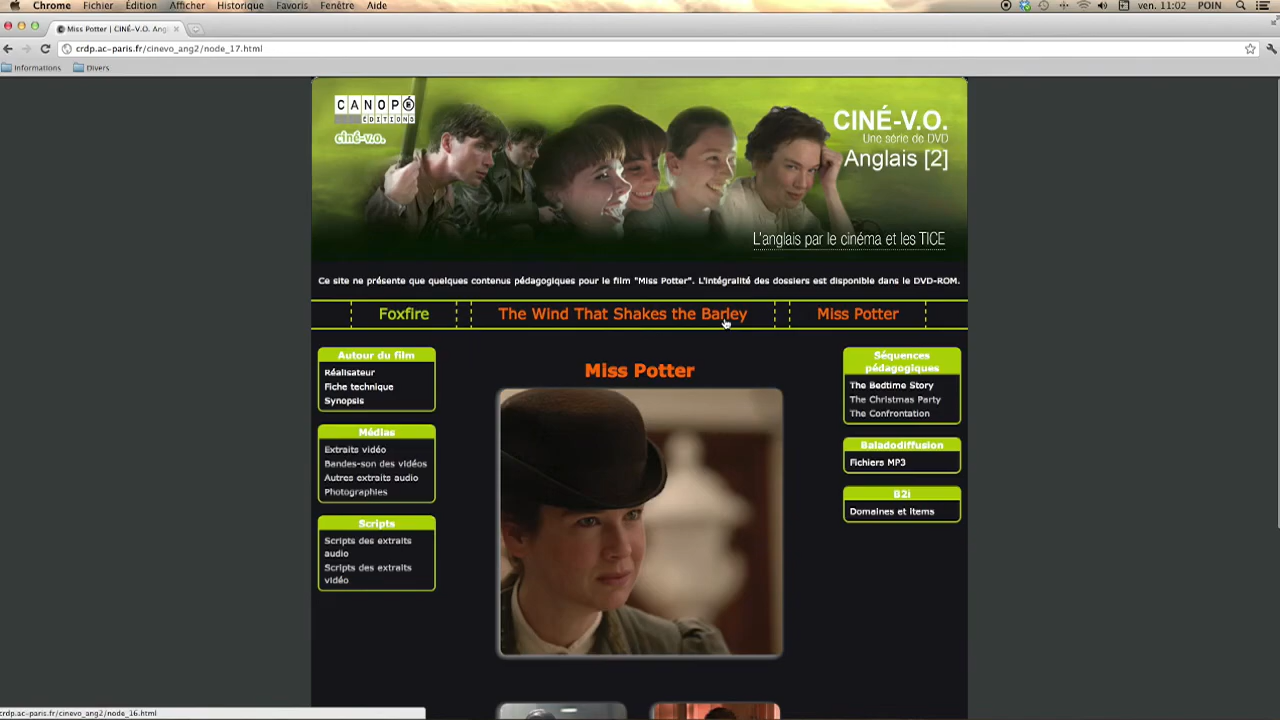 Chrome Fichier Édition Afficher Historique Favoris Fenêtre Aide ven. 11:02 POIN
Miss Potter | CINÉ-V.O. Ang
crdp.ac-paris.fr/cinevo_ang2/node_17.html
Informations Divers
CANOPÉ
ÉDITIONS
ciné-v.o.
CINÉ-V.O.
Une série de DVD
Anglais [2]
L'anglais par le cinéma et les TICE
Ce site ne présente que quelques contenus pédagogiques pour le film "Miss Potter". L'intégralité des dossiers est disponible dans le DVD-ROM.
Foxfire The Wind That Shakes the Barley Miss Potter
Autour du film
Réalisateur
Fiche technique
Synopsis
Médias
Extraits vidéo
Bandes-son des vidéos
Autres extraits audio
Photographies
Scripts
Scripts des extraits
audio
Scripts des extraits
vidéo
Miss Potter
Séquences
pédagogiques
The Bedtime Story
The Christmas Party
The Confrontation
Baladodiffusion
Fichiers MP3
B2i
Domaines et Items
crdp.ac-paris.fr/cinevo_ang2/node_16.html